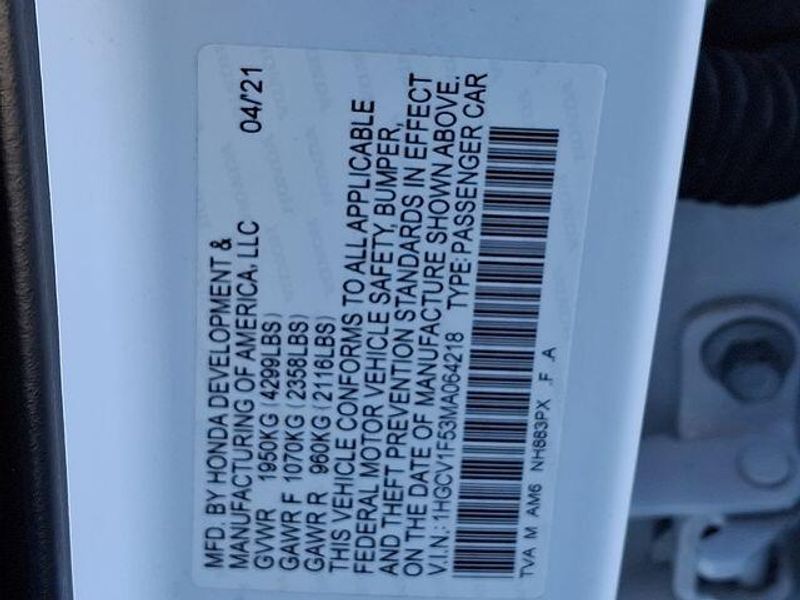 MFD. BY HONDA DEVELOPMENT & 04/'21
MANUFACTURING OF AMERICA, LLC
GVWR 1950KG (4299LBS)
GAWR F 1070KG (2358LBS)
GAWR R 960KG (2116LBS)
THIS VEHICLE CONFORMS TO ALL APPLICABLE
FEDERAL MOTOR VEHICLE SAFETY, BUMPER,
AND THEFT PREVENTION STANDARDS IN EFFECT
ON THE DATE OF MANUFACTURE SHOWN ABOVE.
V.I.N.: 1HGCV1F53MA064218 TYPE: PASSENGER CAR
TVA M AM6 NH883PX .F .A